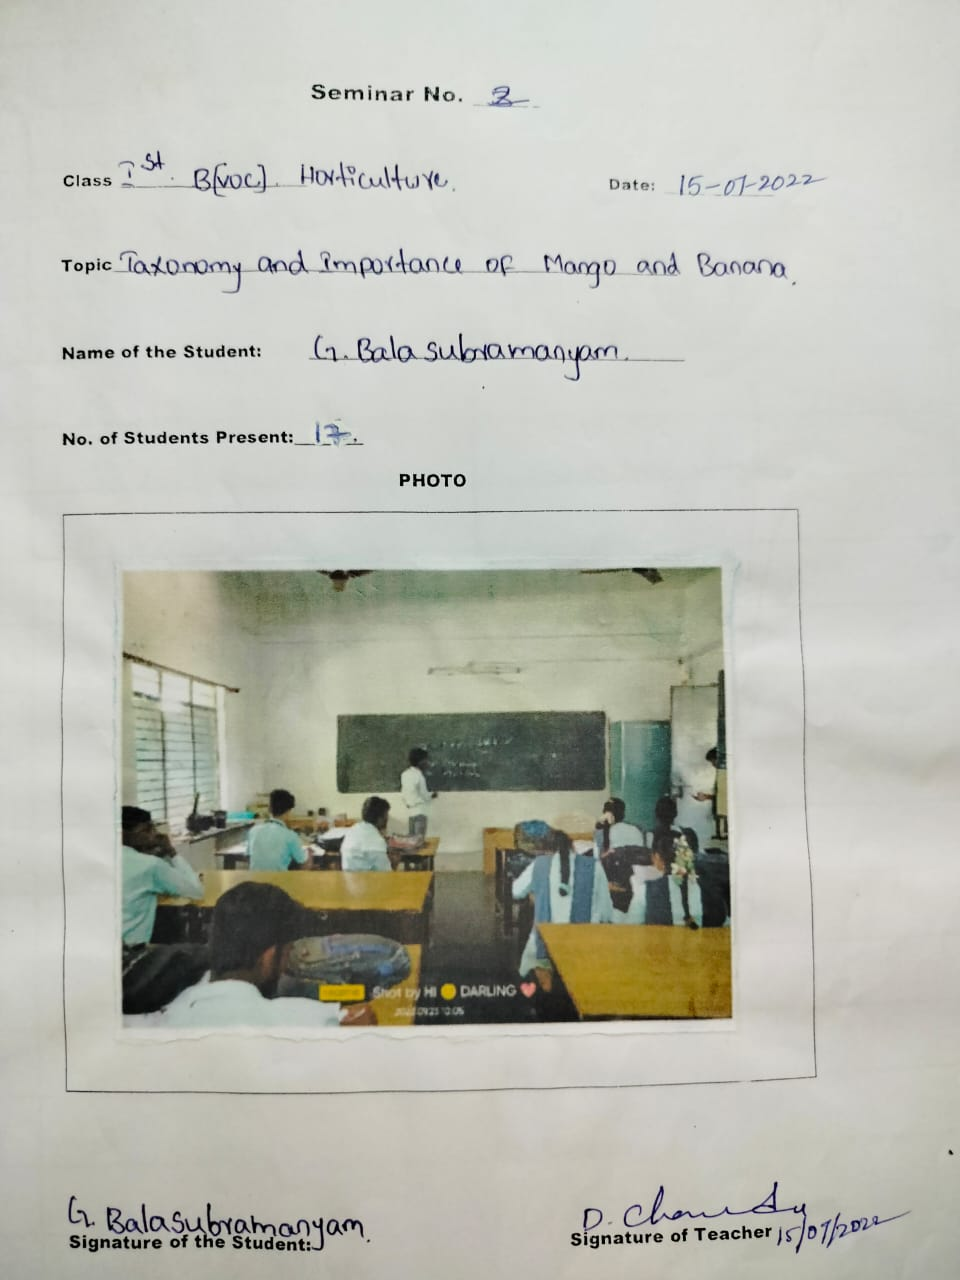 Seminar No. 2
Class Ist. B[voc]. Horticulture.
Date: 15-07-2022
Topic Taxonomy and Importance of Mango and Banana.
Name of the Student: G. Balasubramanyam.
No. of Students Present: 17.
PHOTO
Shot by HI 🟡 DARLING 💗
G. Balasubramanyam.
Signature of the Student:
D.
Signature of Teacher 15/07/2022